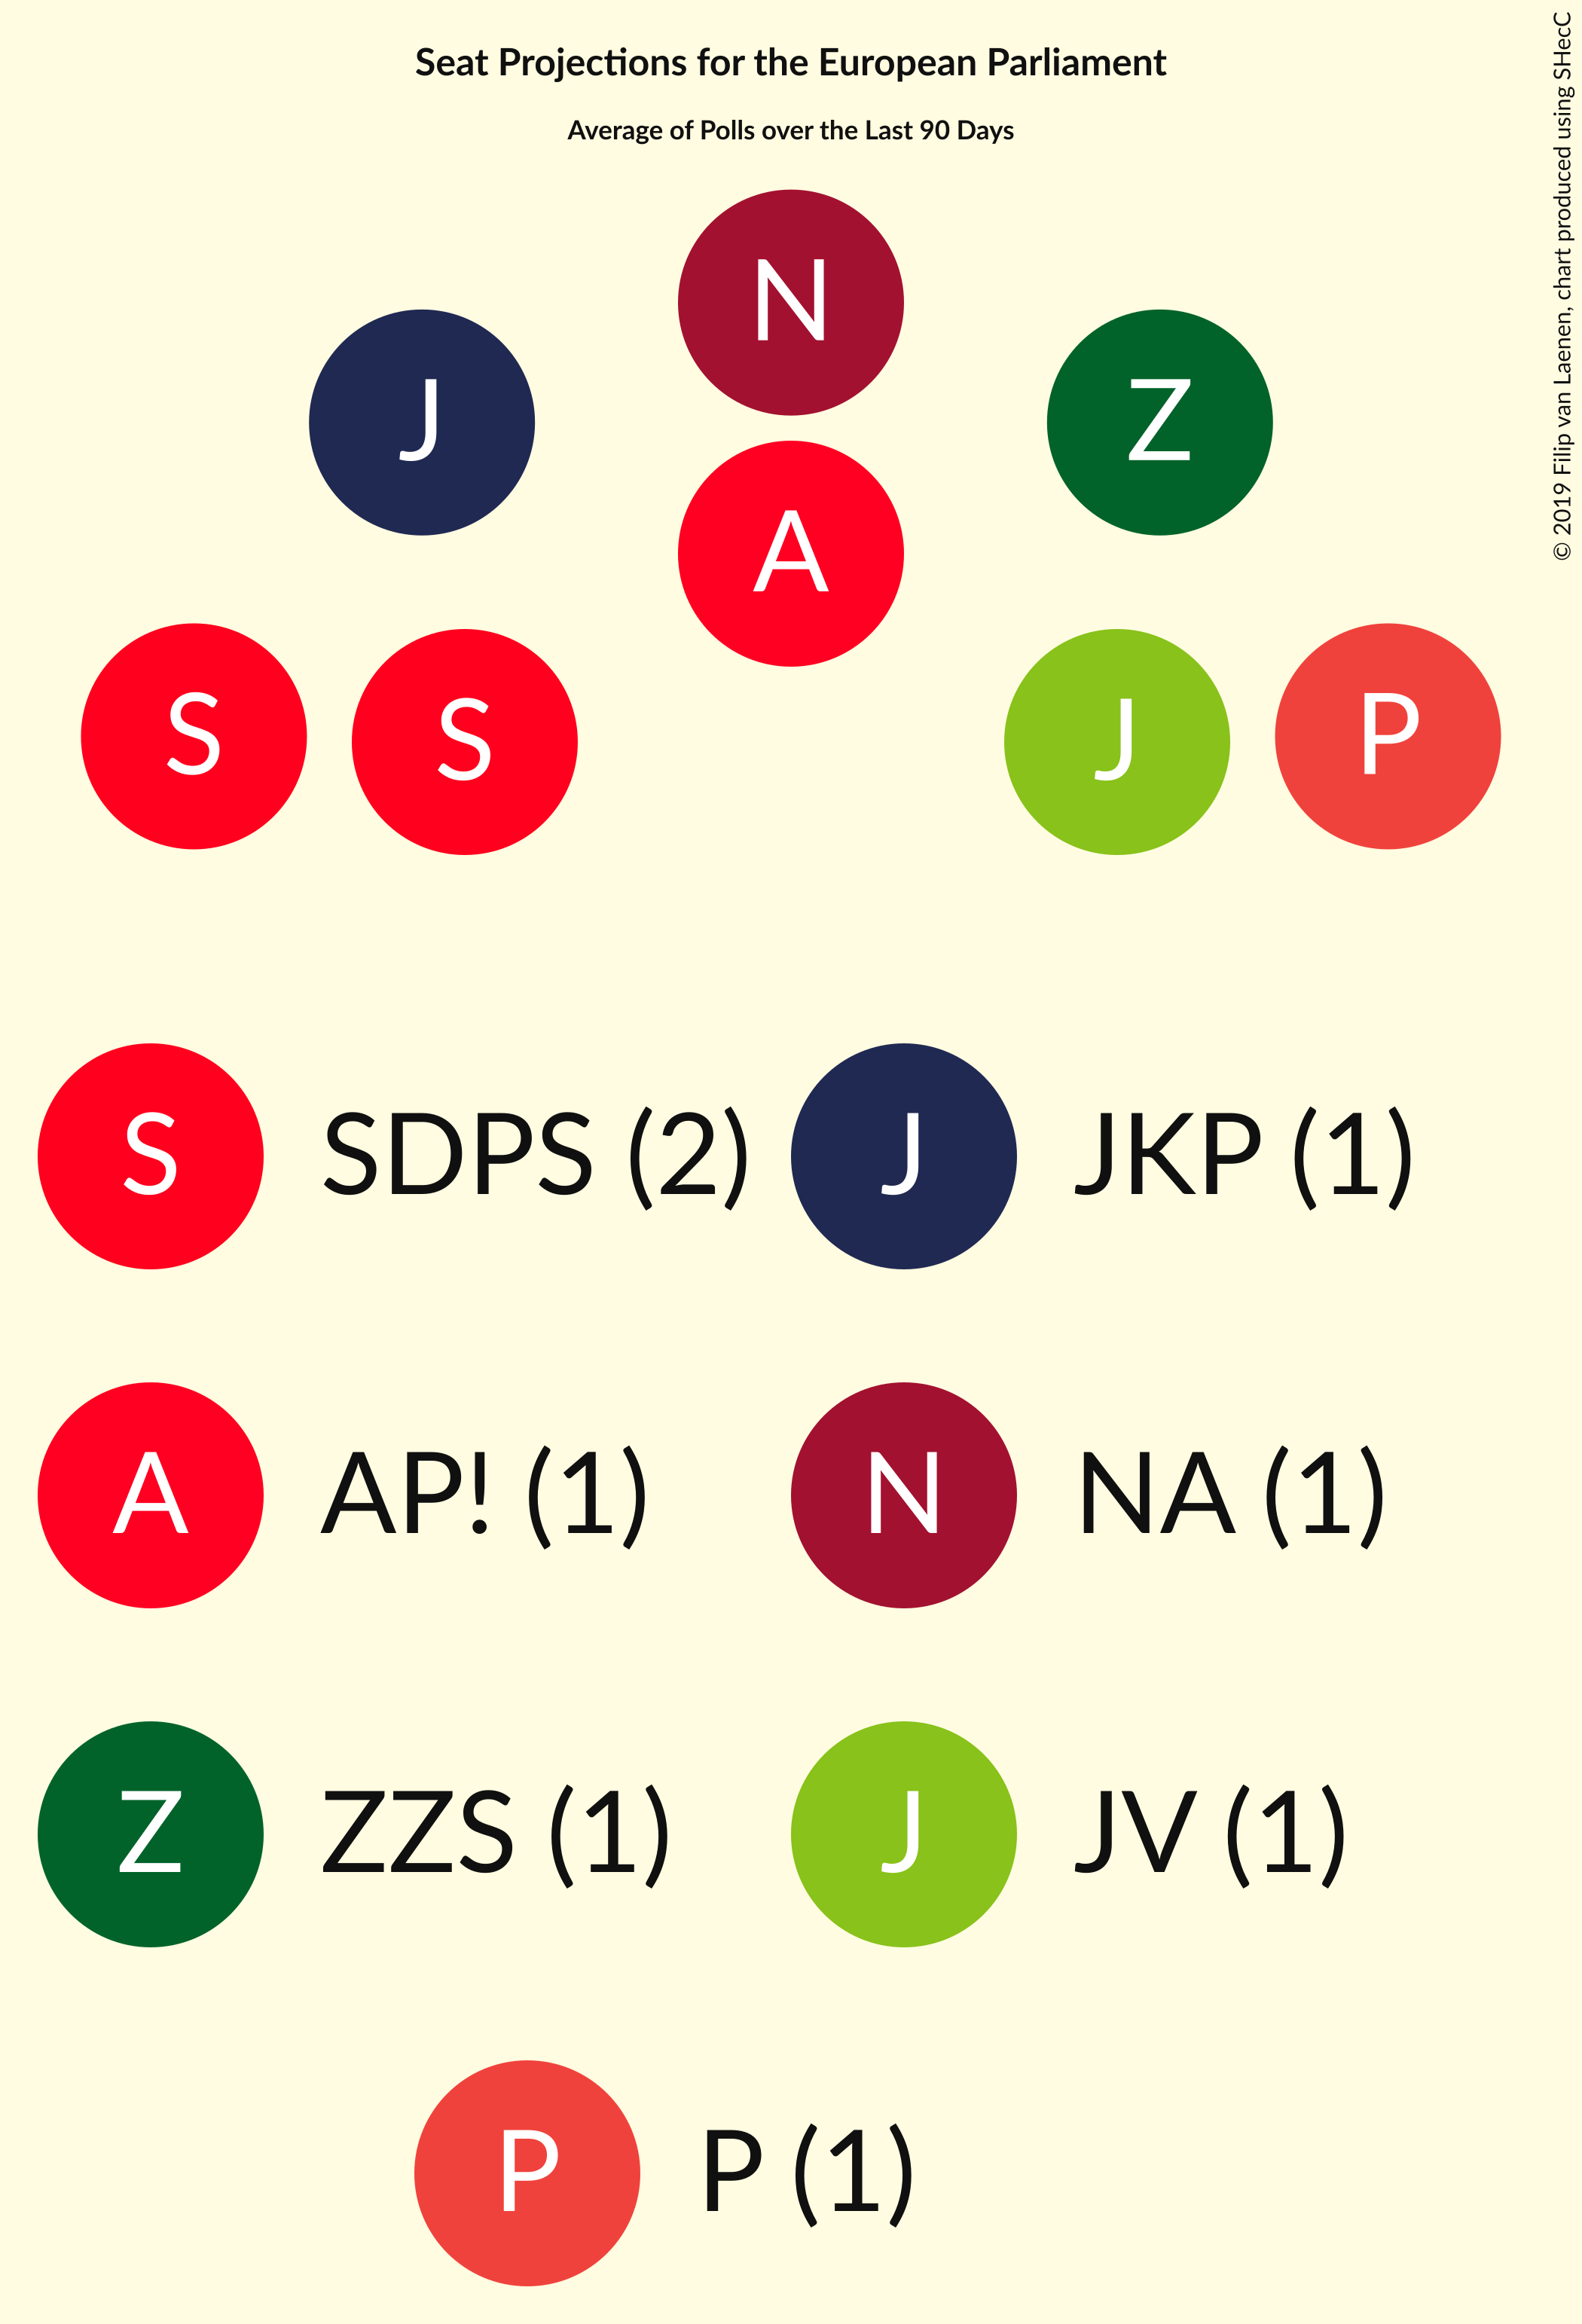 Seat Projections for the European Parliament
Average of Polls over the Last 90 Days
© 2019 Filip van Laenen, chart produced using SHecC
N
J
Z
A
S
S
J
P
S SDPS (2) J JKP (1)
A AP! (1) N NA (1)
Z ZZS (1) J JV (1)
P P (1)